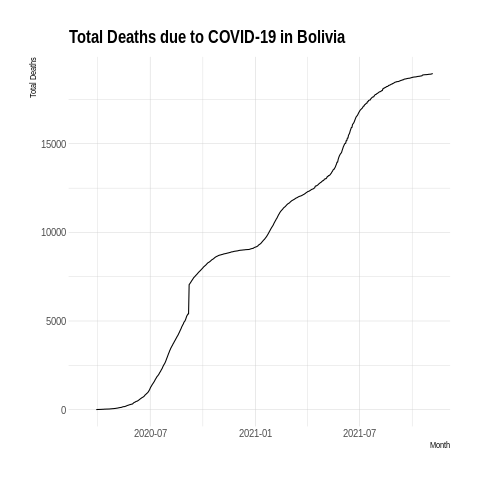 Total Deaths due to COVID-19 in Bolivia
Total Deaths
15000
10000
5000
0
2020-07 2021-01 2021-07
Month